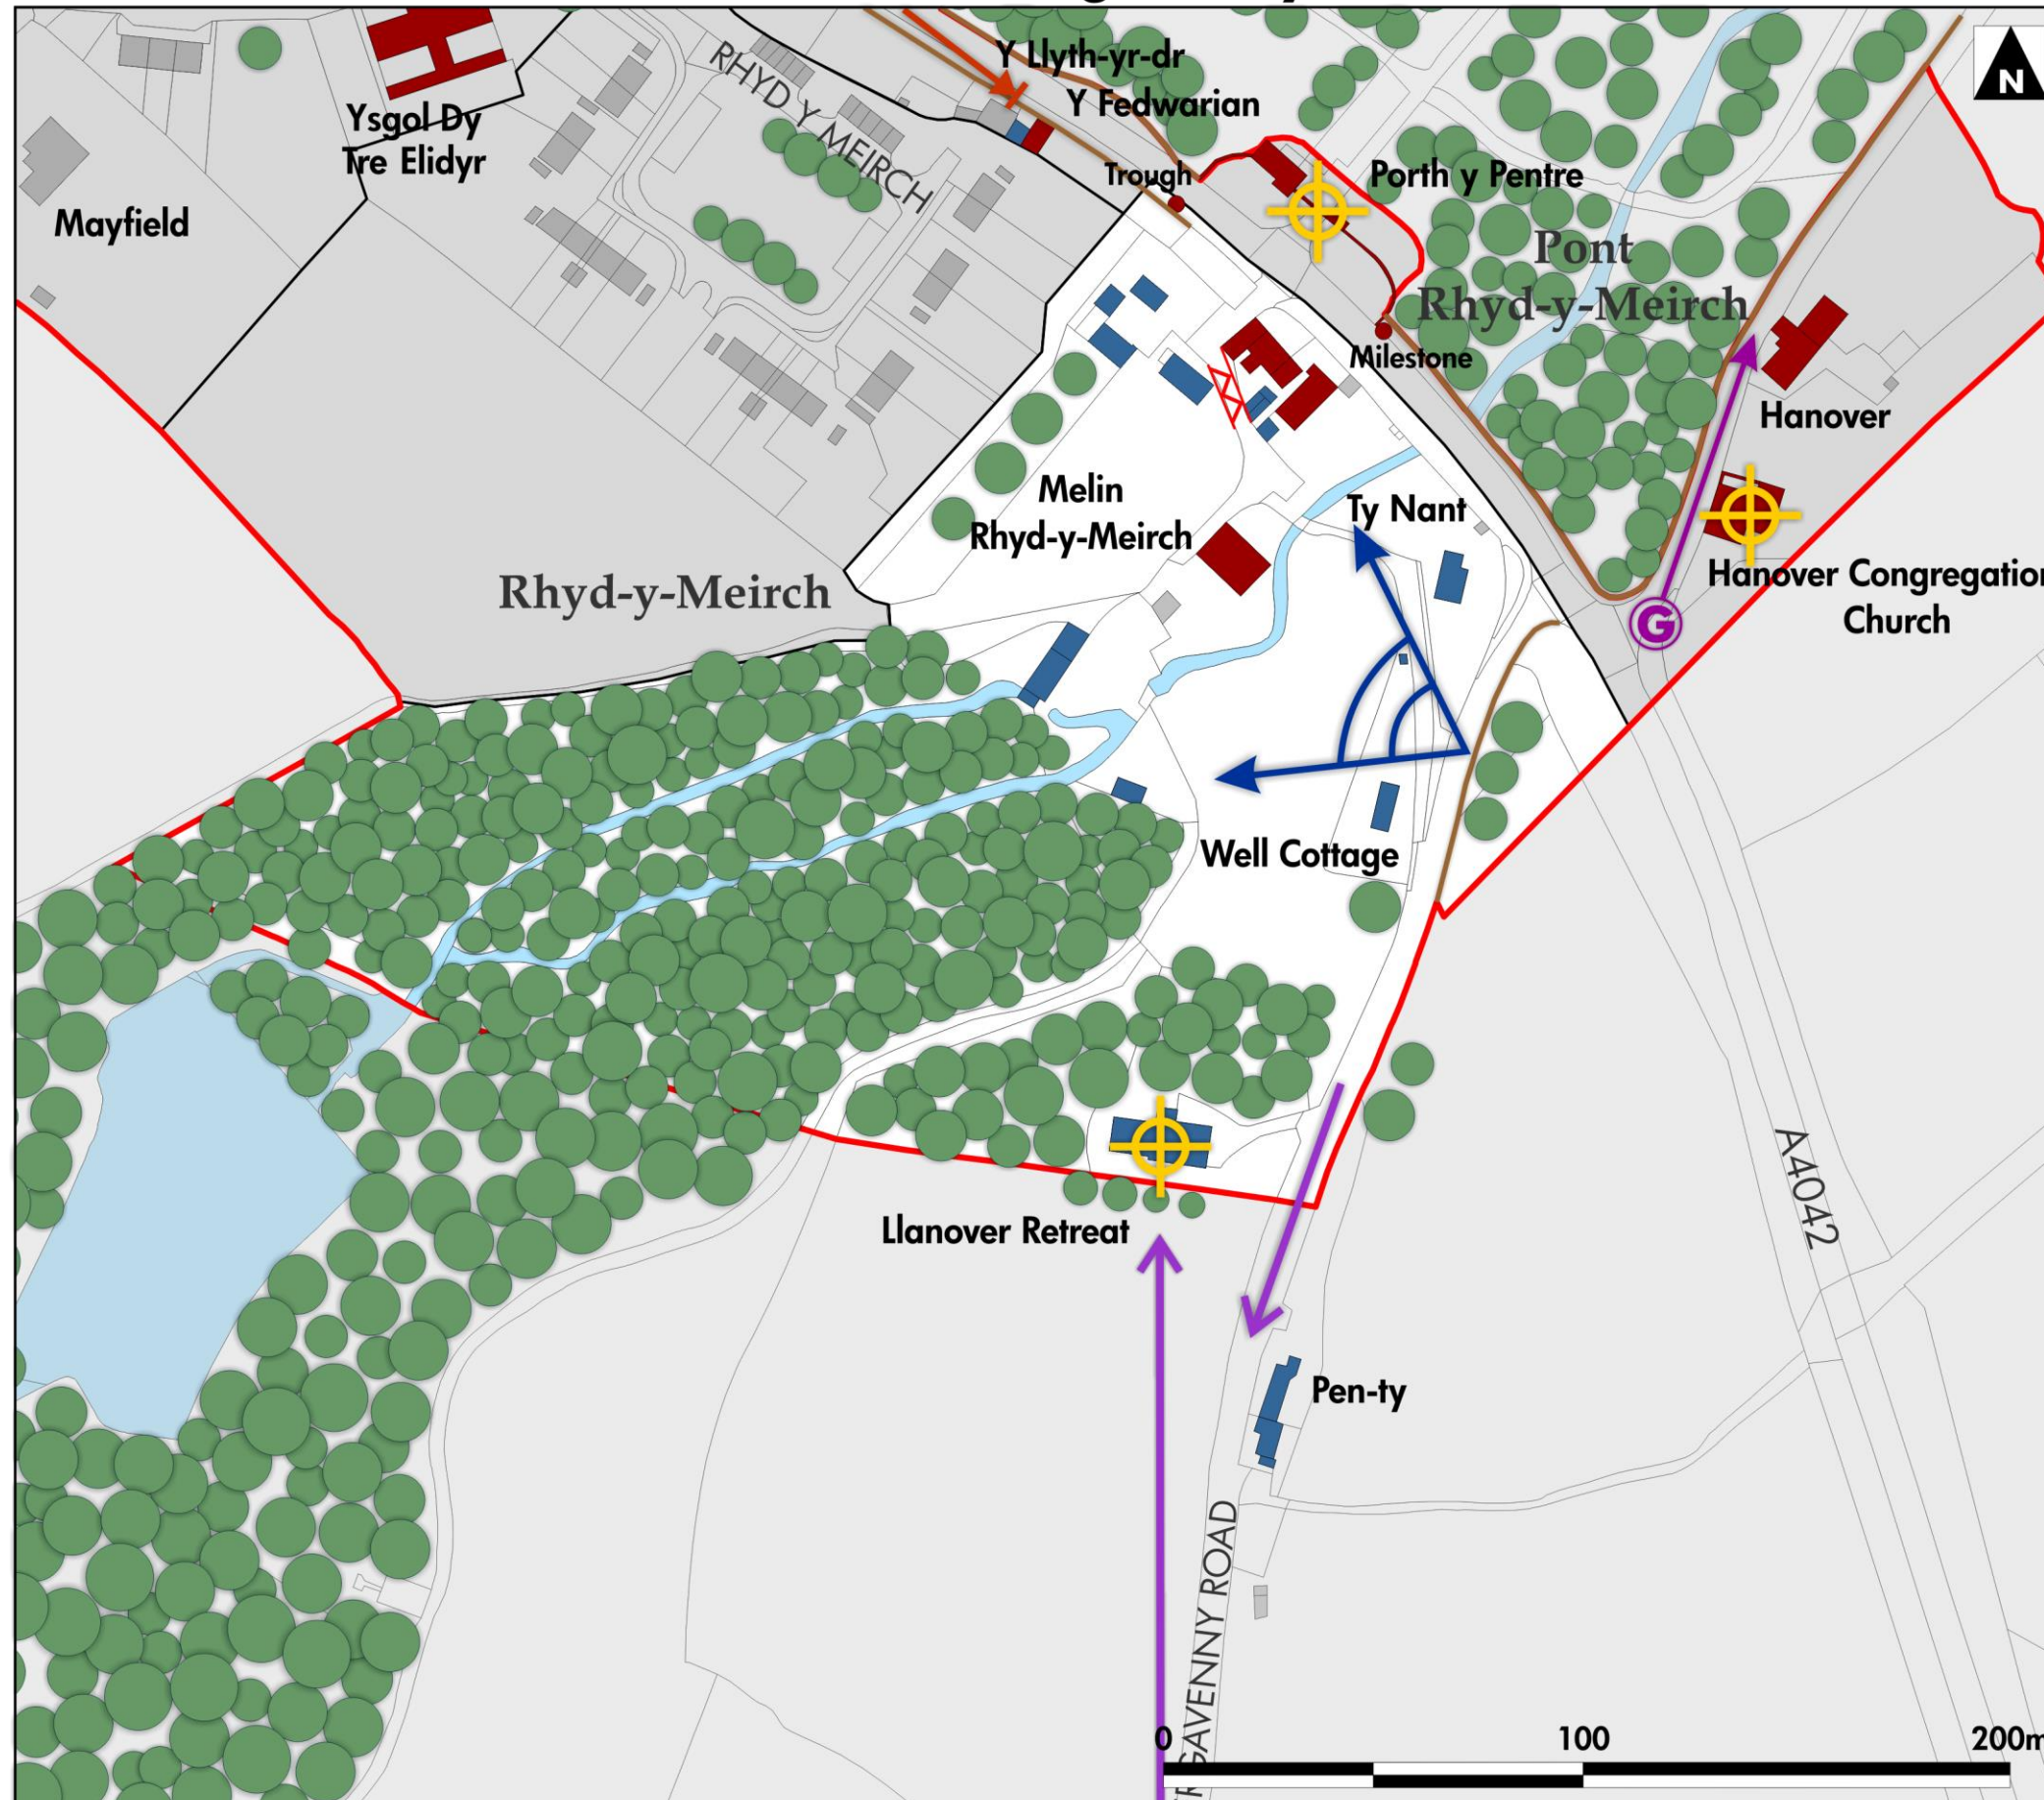 Y Llyth-yr-dr
Y Fedwarian
N
Ysgol Dy
Tre Elidyr
RHYD Y MEIRCH
Mayfield
Trough
Porth y Pentre
Pont
Rhyd-y-Meirch
Milestone
Hanover
Melin
Rhyd-y-Meirch
Ty Nant
Rhyd-y-Meirch
Hanover Congregation
Church
G
Well Cottage
A4042
Llanover Retreat
Pen-ty
RGAVENNY ROAD
0 100 200m